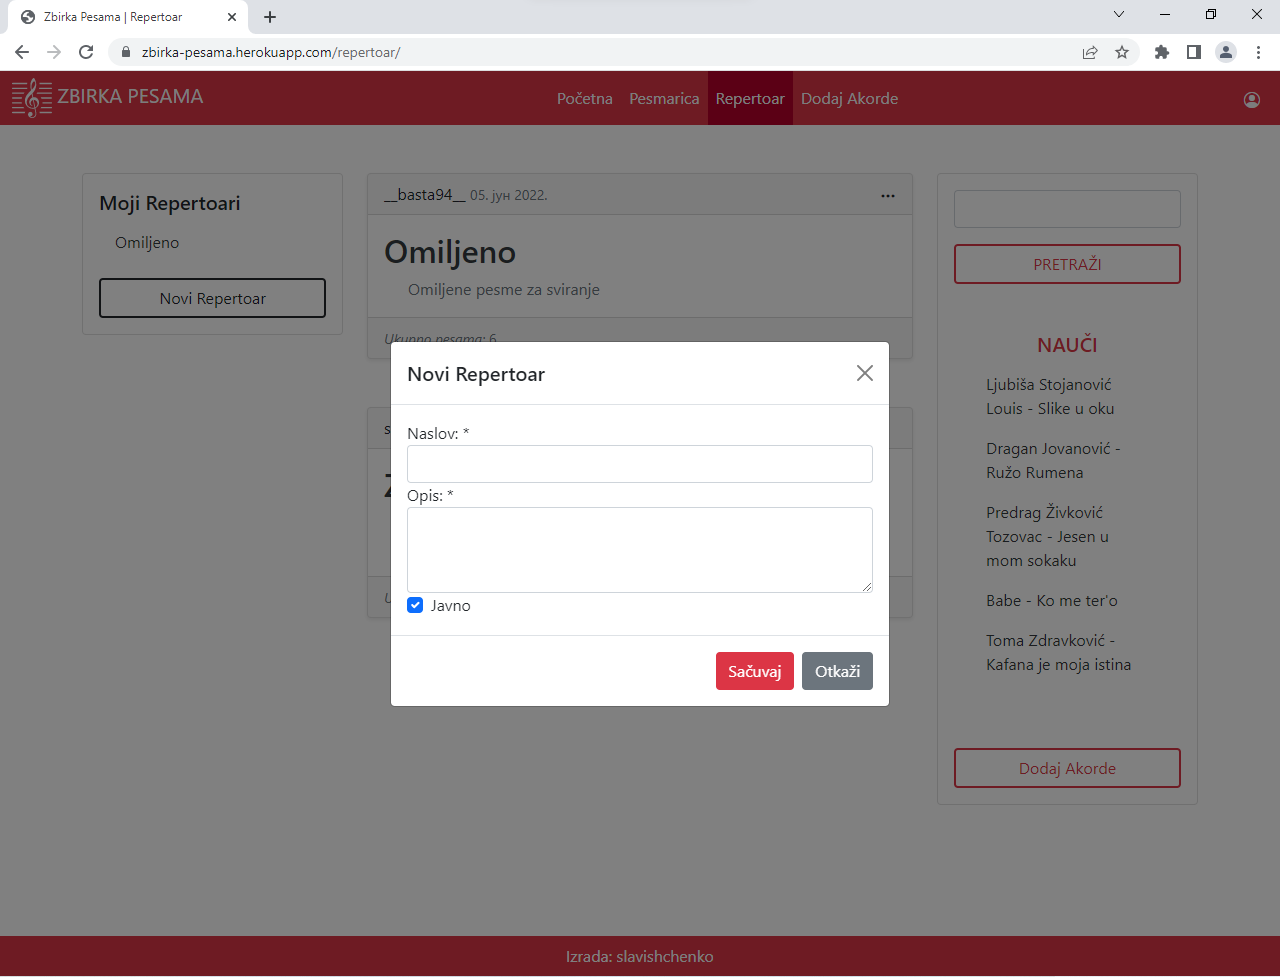 Zbirka Pesama | Repertoar
zbirka-pesama.herokuapp.com/repertoar/
ZBIRKA PESAMA
Početna
Pesmarica
Repertoar
Dodaj Akorde
Moji Repertoari
Omiljeno
Novi Repertoar
__basta94__ 05. јун 2022.
Omiljeno
Omiljene pesme za sviranje
Ukupno pesama: 6
Novi Repertoar
Naslov: *
Opis: *
Javno
Sačuvaj
Otkaži
PRETRAŽI
NAUČI
Ljubiša Stojanović
Louis - Slike u oku
Dragan Jovanović -
Ružo Rumena
Predrag Živković
Tozovac - Jesen u
mom sokaku
Babe - Ko me ter'o
Toma Zdravković -
Kafana je moja istina
Dodaj Akorde
Izrada: slavishchenko